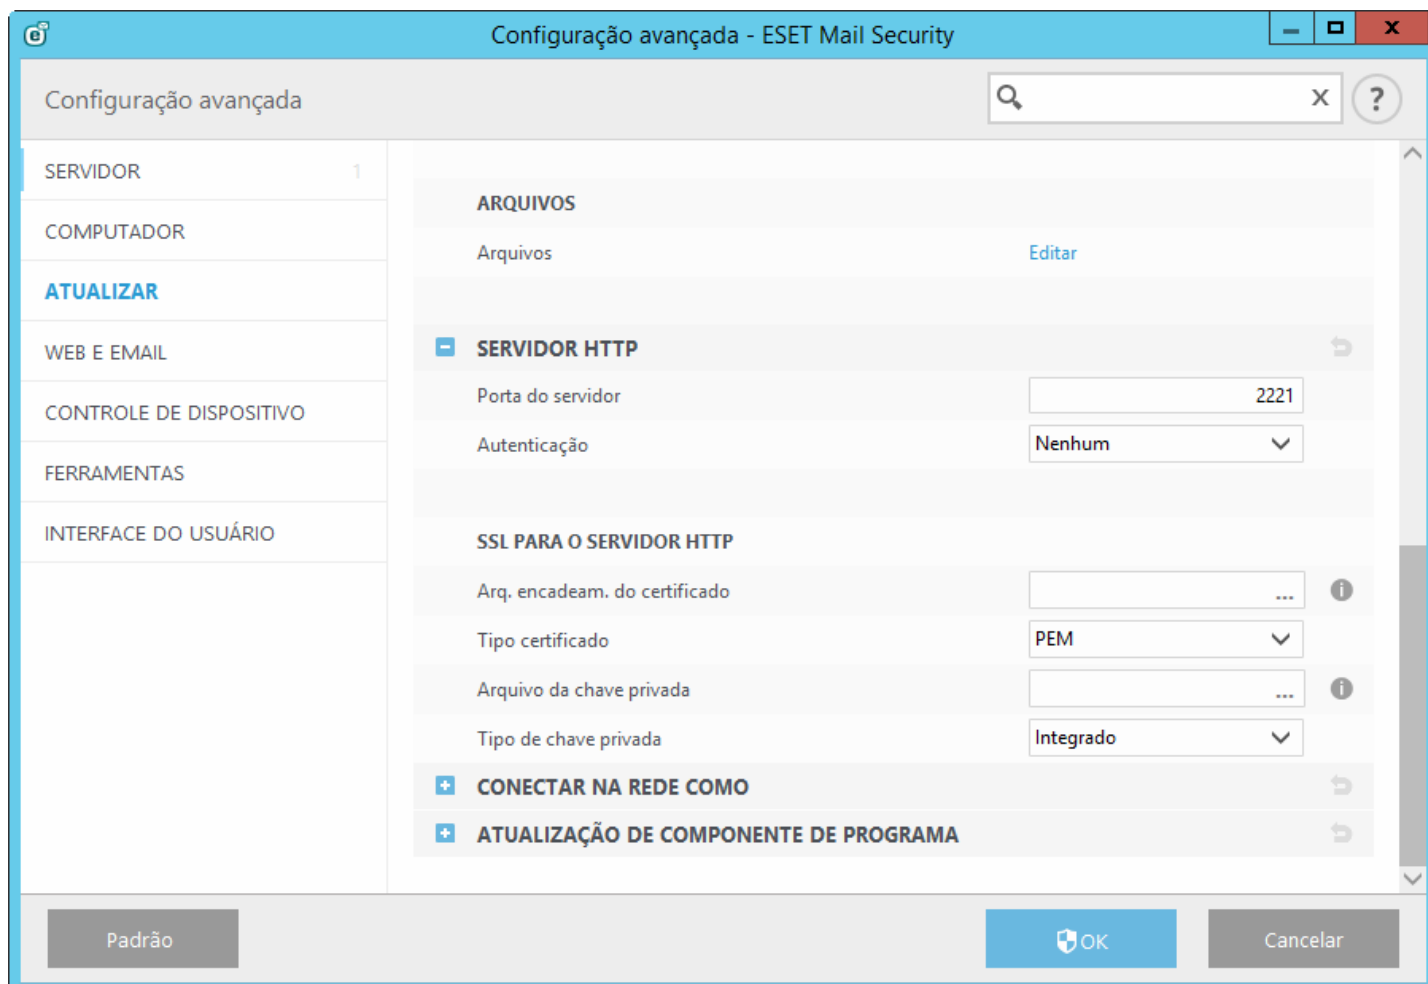 Configuração avançada - ESET Mail Security
Configuração avançada
X
?
SERVIDOR 1
COMPUTADOR
ATUALIZAR
WEB E EMAIL
CONTROLE DE DISPOSITIVO
FERRAMENTAS
INTERFACE DO USUÁRIO
ARQUIVOS
Arquivos Editar
SERVIDOR HTTP
Porta do servidor 2221
Autenticação Nenhum
SSL PARA O SERVIDOR HTTP
Arq. encadeam. do certificado ...
Tipo certificado PEM
Arquivo da chave privada ...
Tipo de chave privada Integrado
CONECTAR NA REDE COMO
ATUALIZAÇÃO DE COMPONENTE DE PROGRAMA
Padrão OK Cancelar